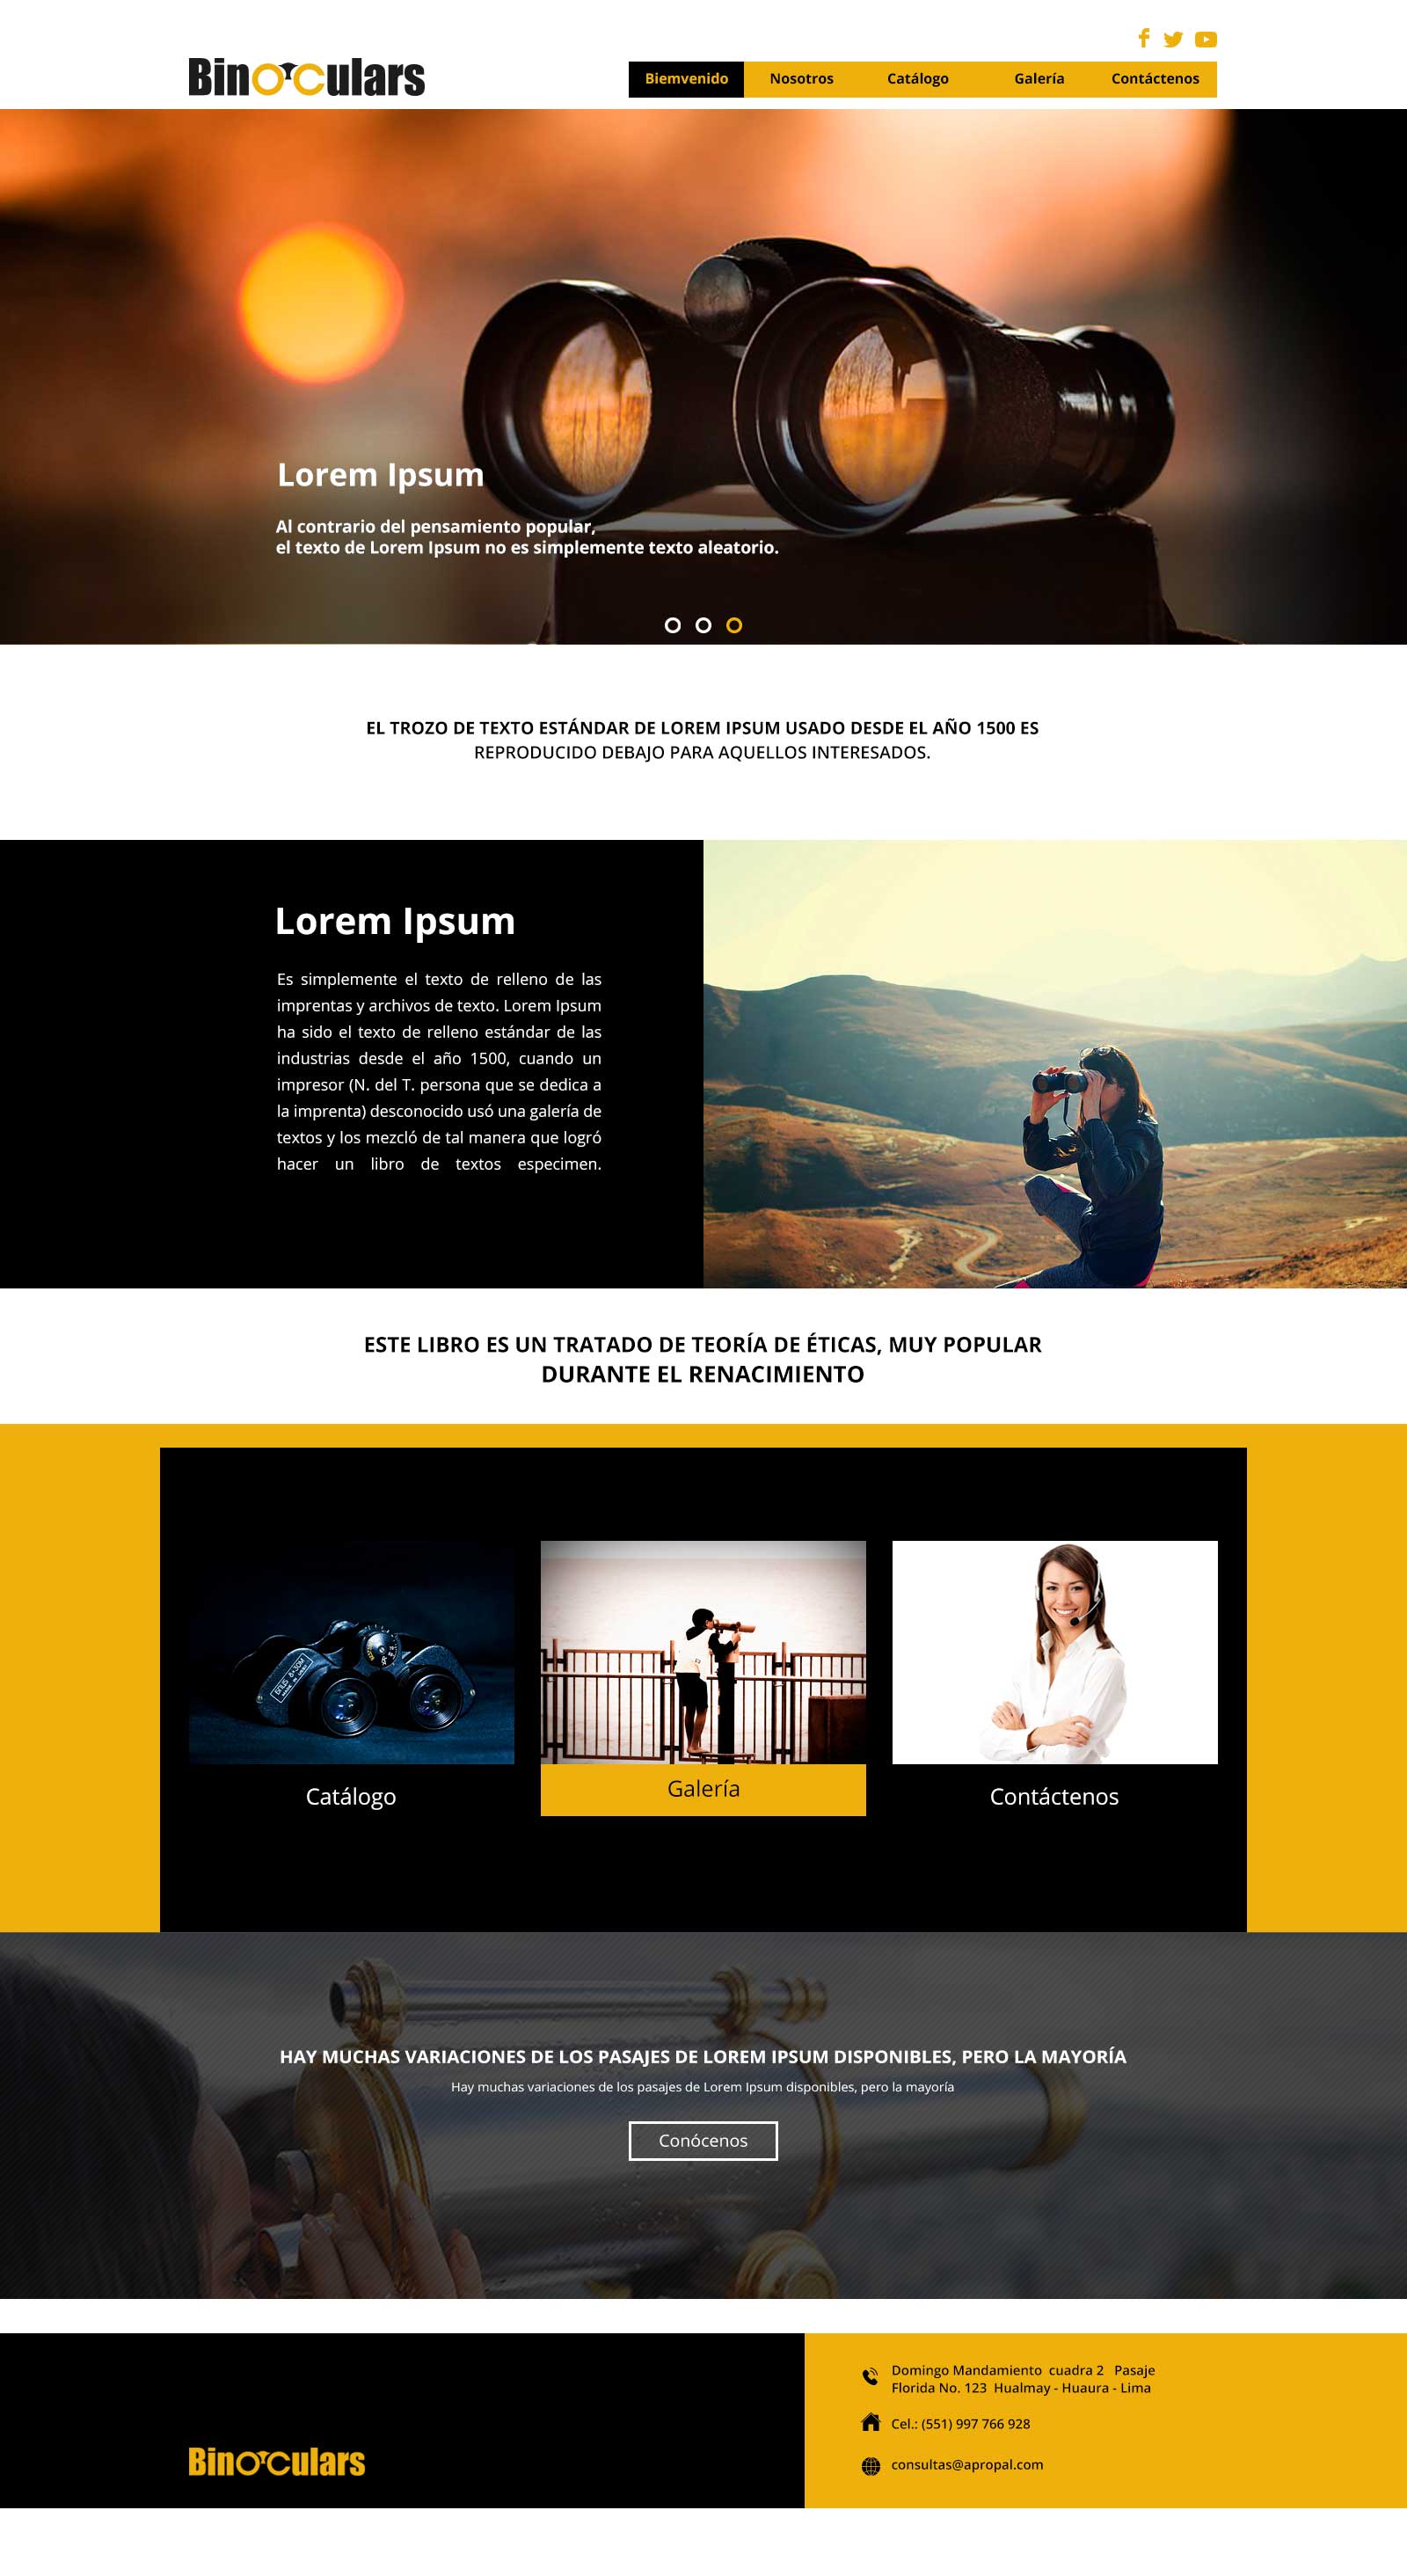 Binoculars
Bienvenido Nosotros Catálogo Galería Contáctenos
Lorem Ipsum
Al contrario del pensamiento popular,
el texto de Lorem Ipsum no es simplemente texto aleatorio.
EL TROZO DE TEXTO ESTÁNDAR DE LOREM IPSUM USADO DESDE EL AÑO 1500 ES
REPRODUCIDO DEBAJO PARA AQUELLOS INTERESADOS.
Lorem Ipsum
Es simplemente el texto de relleno de las
imprentas y archivos de texto. Lorem Ipsum
ha sido el texto de relleno estándar de las
industrias desde el año 1500, cuando un
impresor (N. del T. persona que se dedica a
la imprenta) desconocido usó una galería de
textos y los mezcló de tal manera que logró
hacer un libro de textos especimen.
ESTE LIBRO ES UN TRATADO DE TEORÍA DE ÉTICAS, MUY POPULAR
DURANTE EL RENACIMIENTO
Catálogo
Galería
Contáctenos
HAY MUCHAS VARIACIONES DE LOS PASAJES DE LOREM IPSUM DISPONIBLES, PERO LA MAYORÍA
Hay muchas variaciones de los pasajes de Lorem Ipsum disponibles, pero la mayoría
Conócenos
Binoculars
Domingo Mandamiento cuadra 2 Pasaje
Florida No. 123 Hualmay - Huaura - Lima
Cel.: (551) 997 766 928
consultas@apropal.com